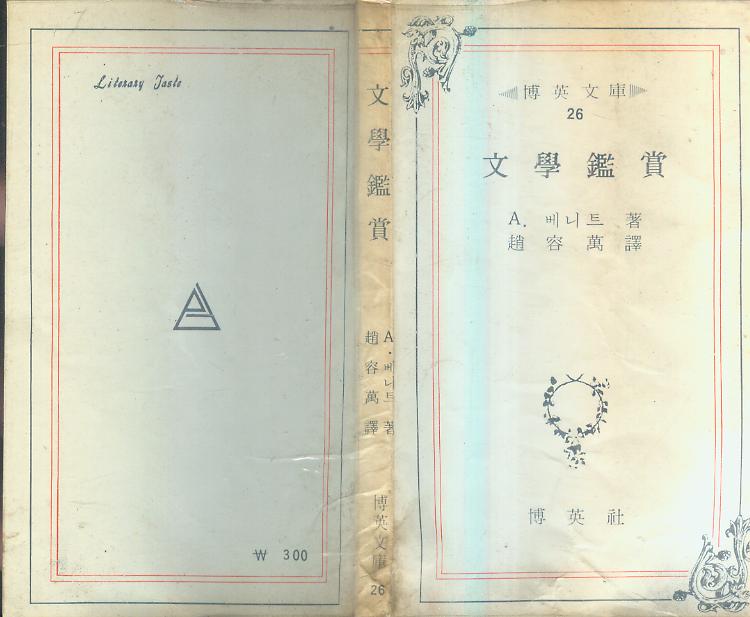 Literary Taste
₩ 300
文學鑑賞
A. 베니트 著
趙容萬 譯
博英文庫
26
博英文庫
26
文學鑑賞
A. 베니트 著
趙容萬 譯
博英社